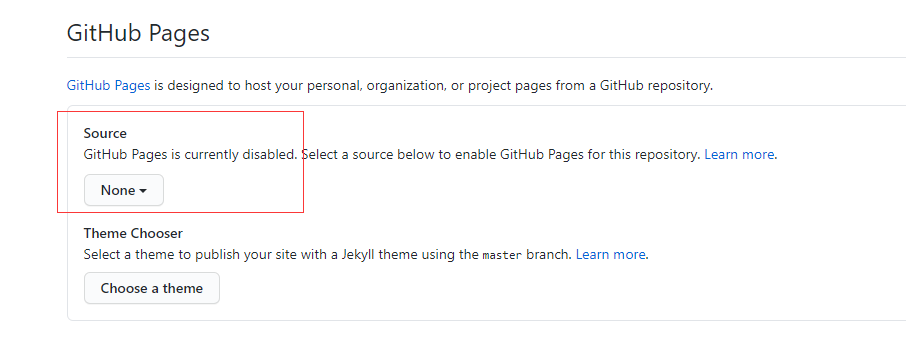 GitHub Pages
GitHub Pages is designed to host your personal, organization, or project pages from a GitHub repository.
Source
GitHub Pages is currently disabled. Select a source below to enable GitHub Pages for this repository. Learn more.
None
Theme Chooser
Select a theme to publish your site with a Jekyll theme using the master branch. Learn more.
Choose a theme